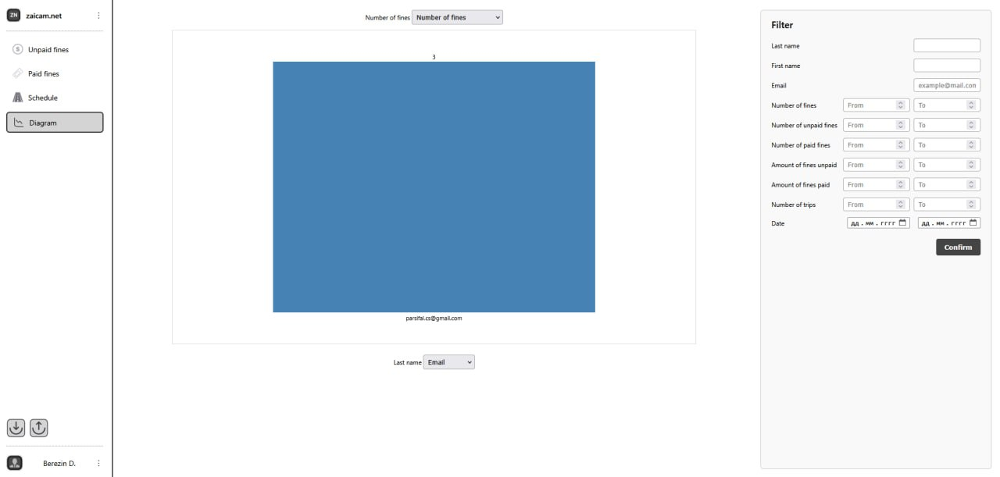 ZN zaicam.net
Unpaid fines
Paid fines
Schedule
Diagram
Berezin D.
Number of fines Number of fines
3
parsifal.cs@gmail.com
Last name Email
Filter
Last name
First name
Email example@mail.con
Number of fines From To
Number of unpaid fines From To
Number of paid fines From To
Amount of fines unpaid From To
Amount of fines paid From To
Number of trips From To
Date дд.мм.гггг дд.мм.гггг
Confirm